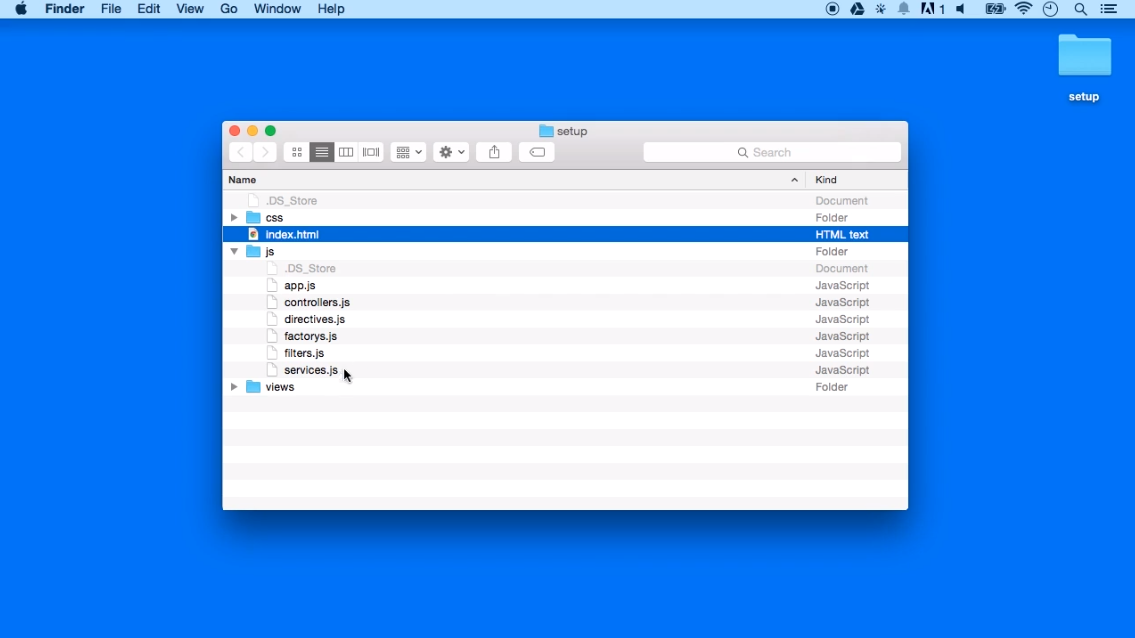 Finder File Edit View Go Window Help 1
setup
setup
Search
Name Kind
.DS_Store Document
css Folder
index.html HTML text
js Folder
.DS_Store Document
app.js JavaScript
controllers.js JavaScript
directives.js JavaScript
factorys.js JavaScript
filters.js JavaScript
services.js JavaScript
views Folder